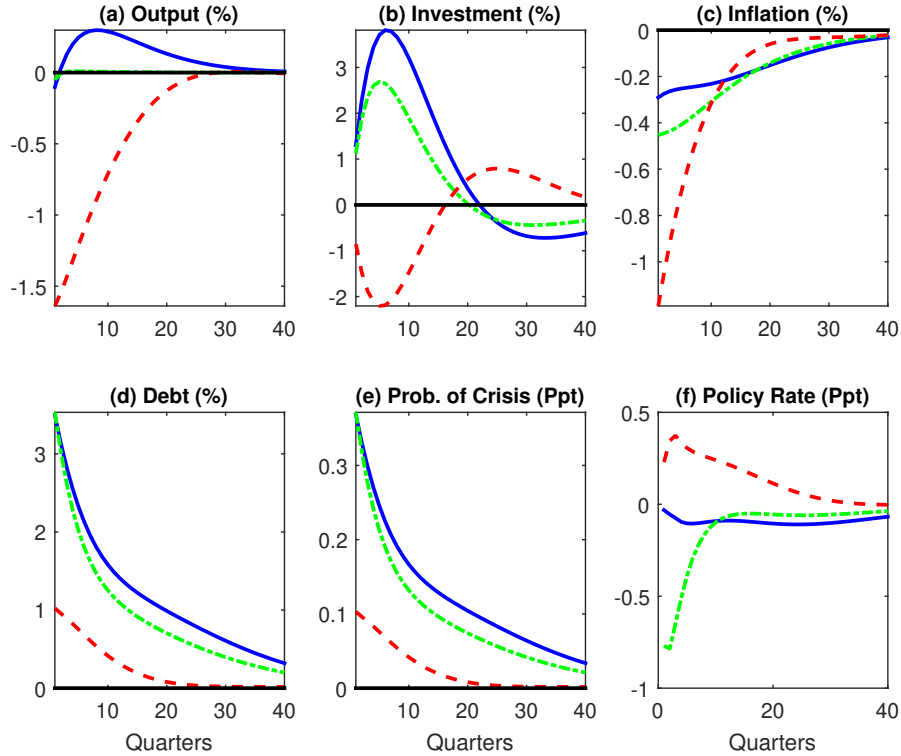 (a) Output (%)
0
-0.5
-1
-1.5
10 20 30 40
(b) Investment (%)
3
2
1
0
-1
-2
10 20 30 40
(c) Inflation (%)
0
-0.2
-0.4
-0.6
-0.8
-1
10 20 30 40
(d) Debt (%)
3
2
1
0
10 20 30 40
Quarters
(e) Prob. of Crisis (Ppt)
0.3
0.2
0.1
0
10 20 30 40
Quarters
(f) Policy Rate (Ppt)
0.5
0
-0.5
-1
0 20 40
Quarters